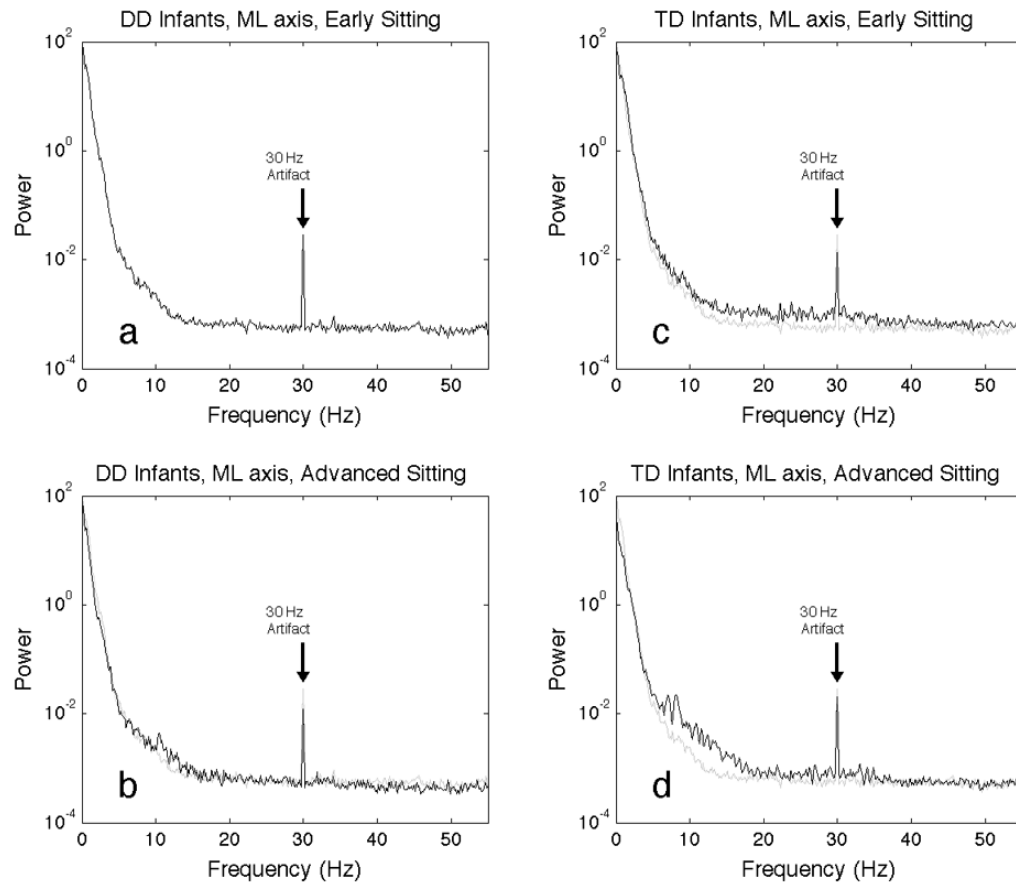 DD Infants, ML axis, Early Sitting
10^2
10^0
10^-2
10^-4
Power
30 Hz
Artifact
a
0 10 20 30 40 50
Frequency (Hz)
TD Infants, ML axis, Early Sitting
10^2
10^0
10^-2
10^-4
Power
30 Hz
Artifact
c
0 10 20 30 40 50
Frequency (Hz)
DD Infants, ML axis, Advanced Sitting
10^2
10^0
10^-2
10^-4
Power
30 Hz
Artifact
b
0 10 20 30 40 50
Frequency (Hz)
TD Infants, ML axis, Advanced Sitting
10^2
10^0
10^-2
10^-4
Power
30 Hz
Artifact
d
0 10 20 30 40 50
Frequency (Hz)